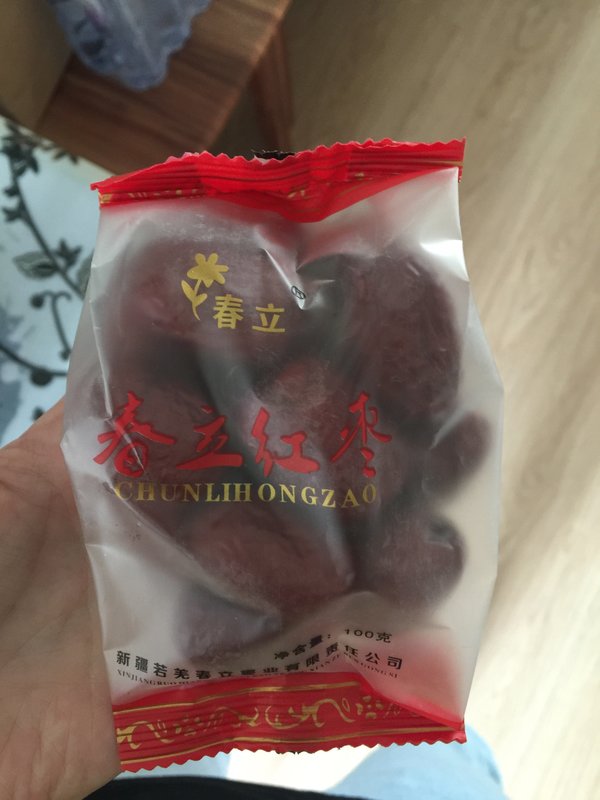 春立
®
春立红枣
CHUNLIHONGZAO
净含量：100克
新疆若羌春立枣业有限责任公司